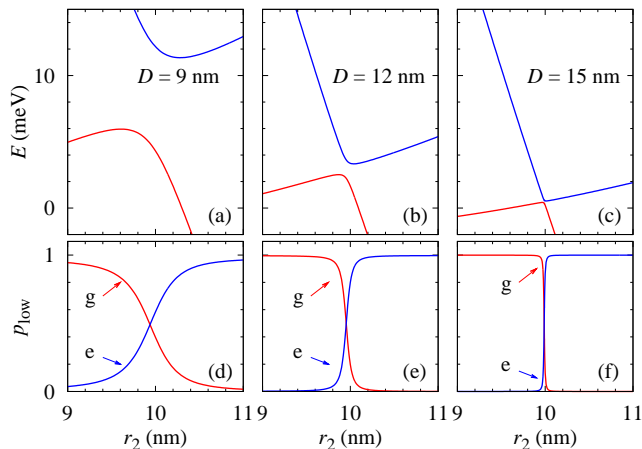 E (meV)
10
0
D = 9 nm
(a)
D = 12 nm
(b)
D = 15 nm
(c)
p_low
1
0
g
e
(d)
g
e
(e)
g
e
(f)
9 10 11 9 10 11 9 10 11
r_2 (nm) r_2 (nm) r_2 (nm)